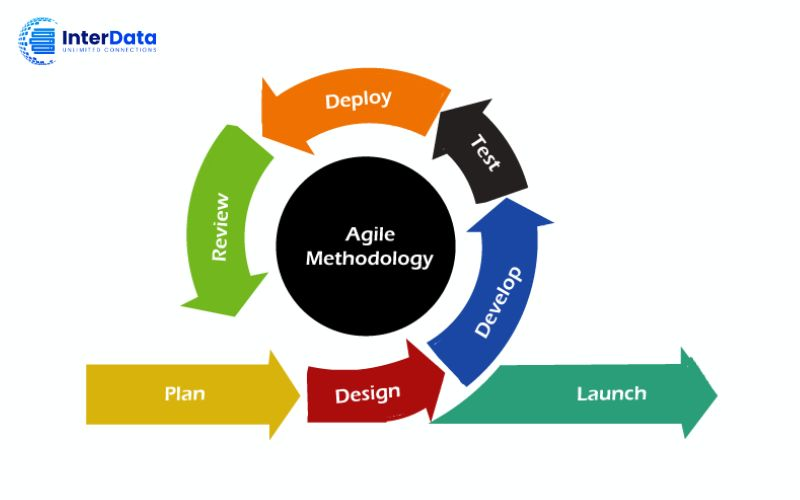 InterData
UNLIMITED CONNECTIONS
Deploy
Test
Review
Agile
Methodology
Develop
Plan
Design
Launch